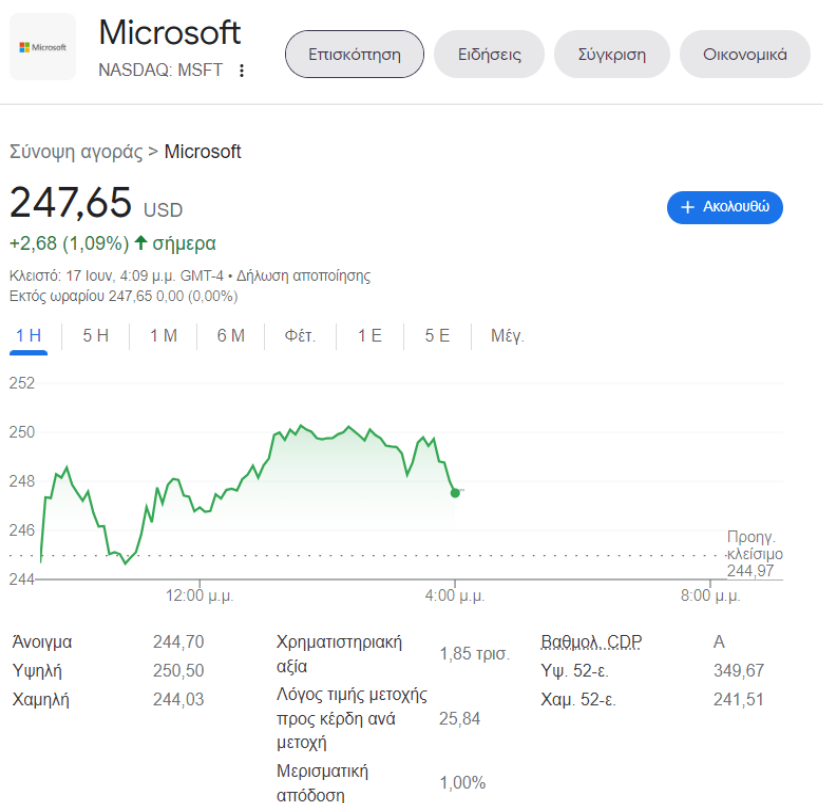 Microsoft
Microsoft
NASDAQ: MSFT
Επισκόπηση
Ειδήσεις
Σύγκριση
Οικονομικά
Σύνοψη αγοράς > Microsoft
247,65 USD
+ Ακολουθώ
+2,68 (1,09%) ↑ σήμερα
Κλειστό: 17 Ιουν, 4:09 μ.μ. GMT-4 • Δήλωση αποποίησης
Εκτός ωραρίου 247,65 0,00 (0,00%)
1 Η
5 Η
1 Μ
6 Μ
Φέτ.
1 Ε
5 Ε
Μέγ.
252
250
248
246
244
Προηγ.
κλείσιμο
244,97
12:00 μ.μ.
4:00 μ.μ.
8:00 μ.μ.
Άνοιγμα 244,70
Υψηλή 250,50
Χαμηλή 244,03
Χρηματιστηριακή
αξία 1,85 τρισ.
Λόγος τιμής μετοχής
προς κέρδη ανά 25,84
μετοχή
Μερισματική
απόδοση 1,00%
Βαθμολ. CDP A
Υψ. 52-ε. 349,67
Χαμ. 52-ε. 241,51